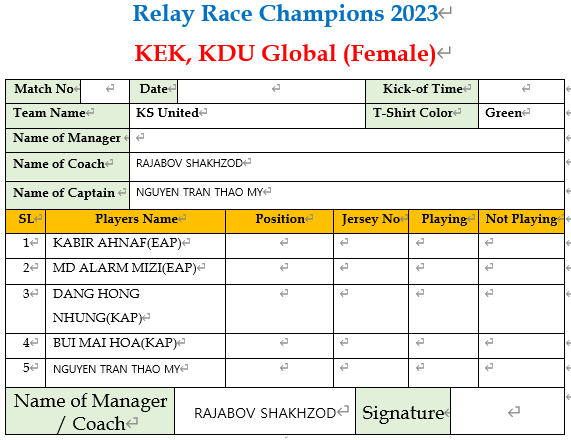 Relay Race Champions 2023
KEK, KDU Global (Female)
Match No Date Kick-of Time
Team Name KS United T-Shirt Color Green
Name of Manager
Name of Coach RAJABOV SHAKHZOD
Name of Captain NGUYEN TRAN THAO MY
SL Players Name Position Jersey No Playing Not Playing
1 KABIR AHNAF(EAP)
2 MD ALARM MIZI(EAP)
3 DANG HONG
NHUNG(KAP)
4 BUI MAI HOA(KAP)
5 NGUYEN TRAN THAO MY
Name of Manager
/ Coach RAJABOV SHAKHZOD Signature